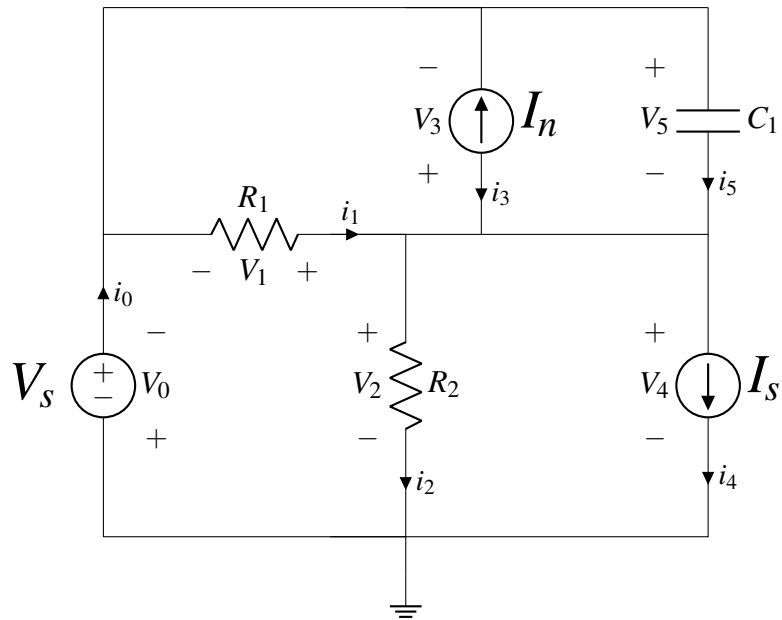 − +
V3 In V5 C1
+ −
R1 i1 i3 i5
− V1 +
i0
− + +
Vs + − V0 V2 R2 V4 Is
+ − −
i2 i4